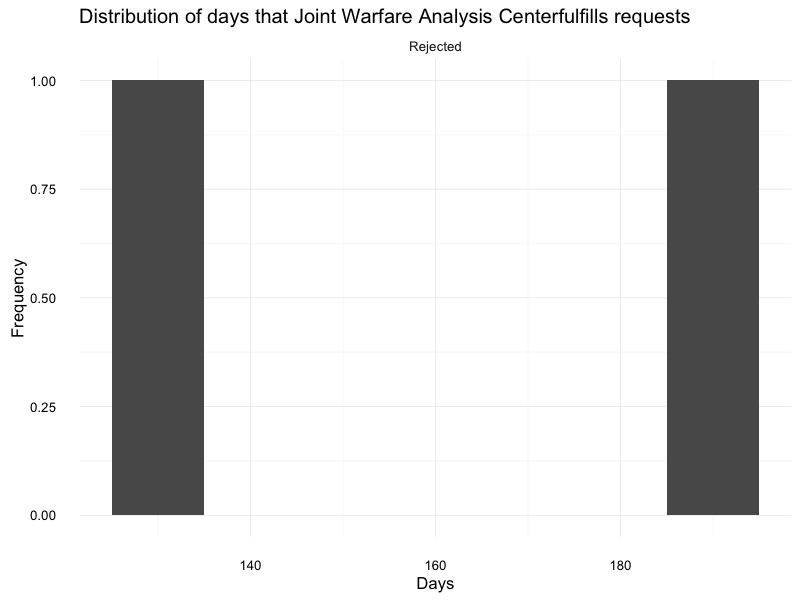 Distribution of days that Joint Warfare Analysis Centerfulfills requests
Rejected
1.00
0.75
0.50
0.25
0.00
Frequency
140 160 180
Days